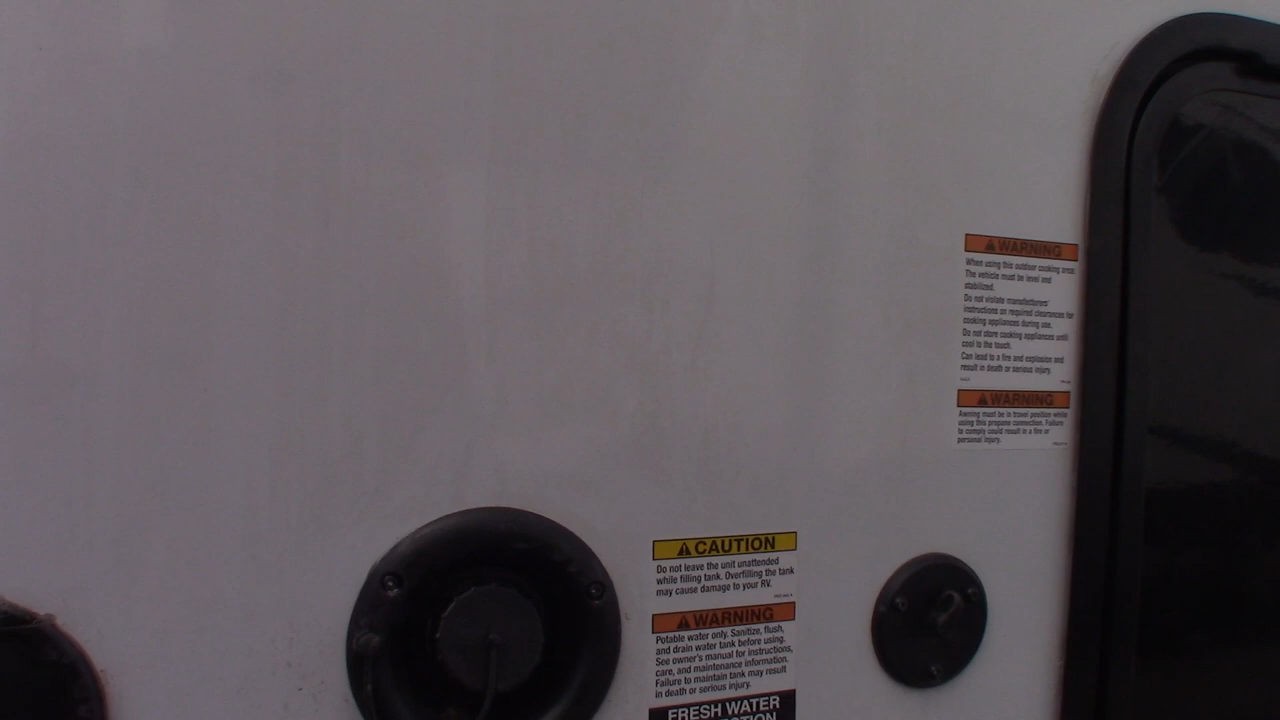 WARNING
When using this outdoor cooking area:
The vehicle must be level and
stabilized.
Do not violate manufacturers'
instructions on required clearances for
cooking appliances during use.
Do not store cooking appliances until
cool to the touch.
Can lead to a fire and explosion and
result in death or serious injury.
WARNING
Awning must be in travel position while
using this propane connection. Failure
to comply could result in a fire or
personal injury.
CAUTION
Do not leave the unit unattended
while filling tank. Overfilling the tank
may cause damage to your RV.
WARNING
Potable water only. Sanitize, flush,
and drain water tank before using.
See owner's manual for instructions,
care, and maintenance information.
Failure to maintain tank may result
in death or serious injury.
FRESH WATER